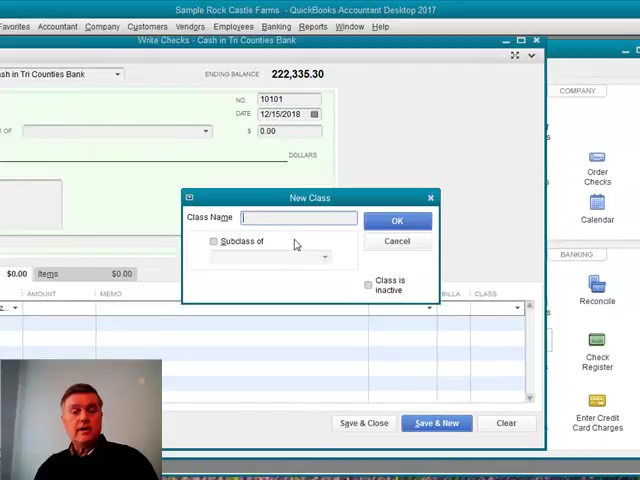 Sample Rock Castle Farms - QuickBooks Accountant Desktop 2017
Favorites Accountant Company Customers Vendors Employees Banking Reports Window Help
Write Checks - Cash in Tri Counties Bank
ash in Tri Counties Bank
ENDING BALANCE 222,335.30
NO. 10101
DATE 12/15/2018
OF
$ 0.00
DOLLARS
New Class
Class Name
OK
Subclass of
Cancel
Class is
inactive
$0.00 Items $0.00
AMOUNT MEMO BILLA... CLASS
z...
Save & Close Save & New Clear
COMPANY
Order
Checks
Calendar
BANKING
Reconcile
Check
Register
Enter Credit
Card Charges